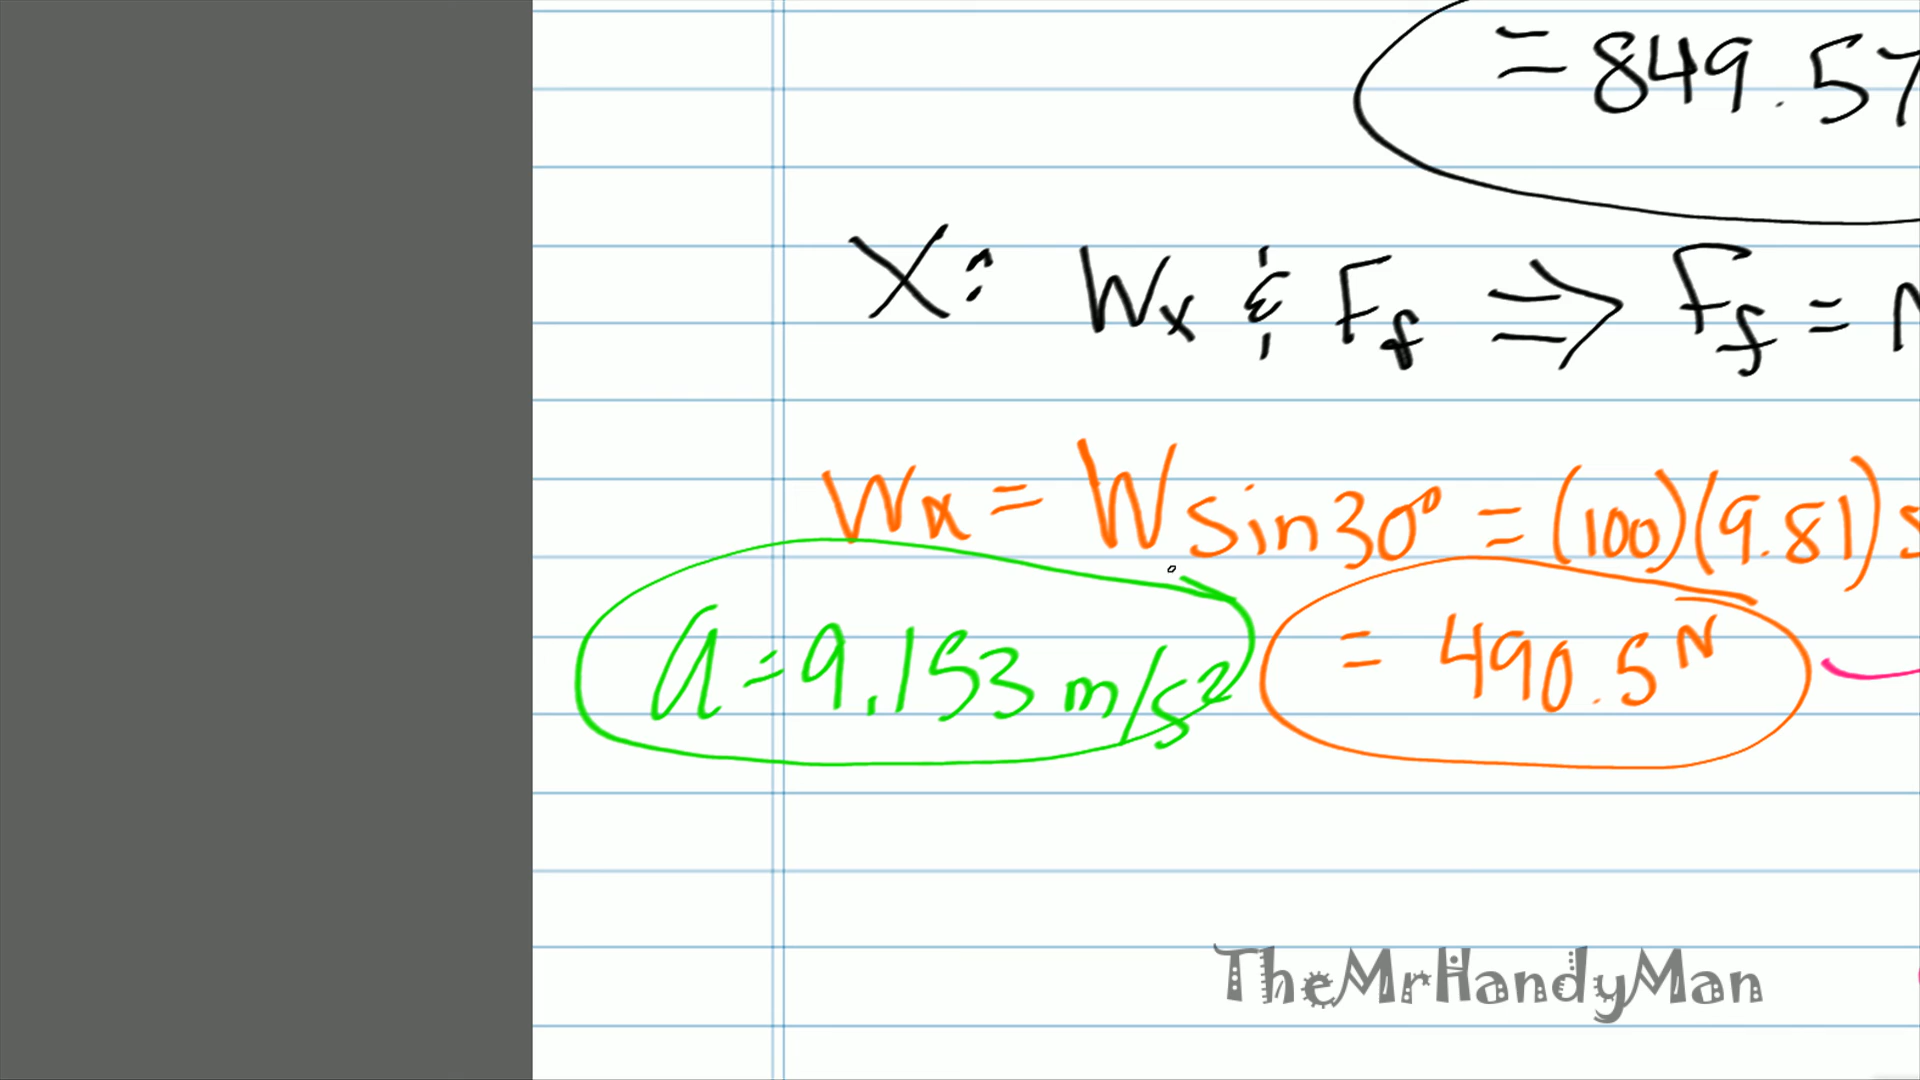 = 849.57
X: Wx & Ff => Ff =
Wx = W sin30° = (100)(9.81)
a = 9.153 m/s²
= 490.5 N
TheMrHandyMan